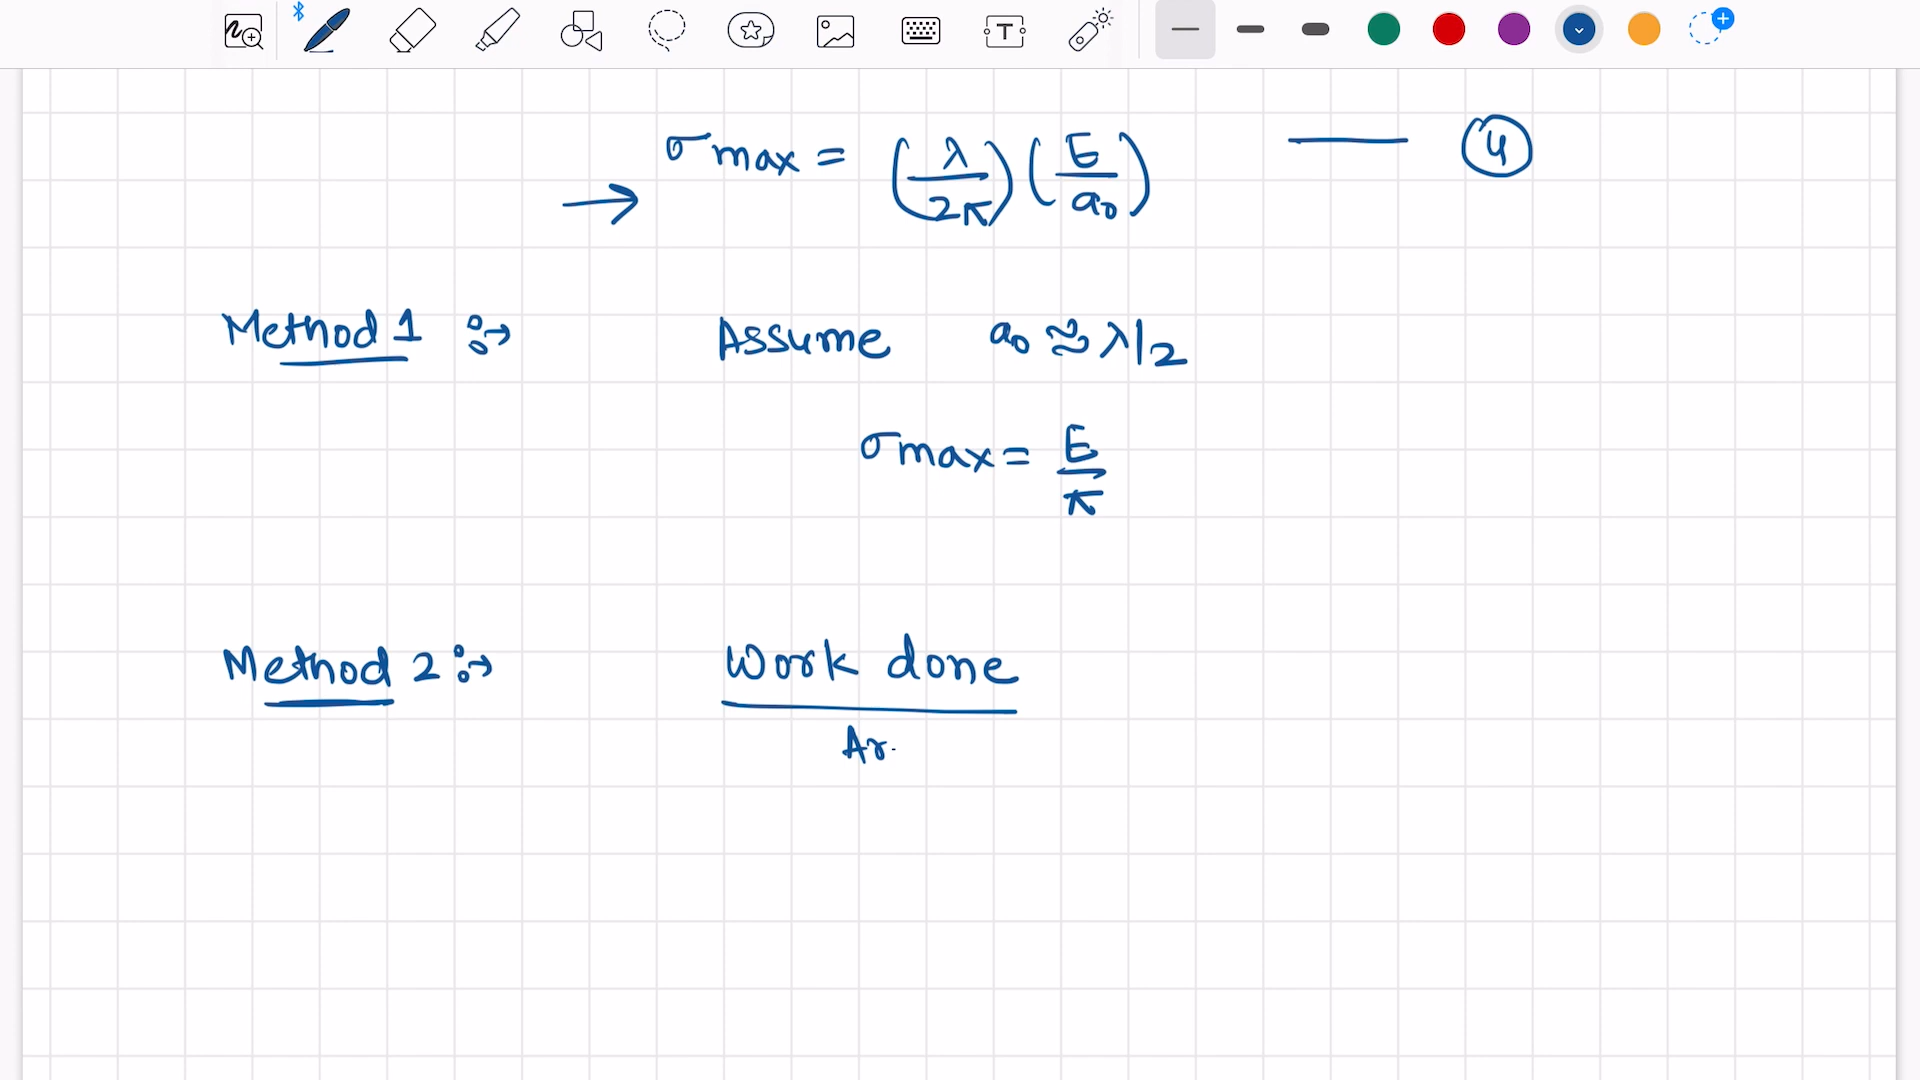 σmax = (λ/2π)(E/a₀) —— ④
→
Method 1 :→ Assume a₀ ≈ λ/2
σmax = E/π
Method 2 :→ Work done
Ar